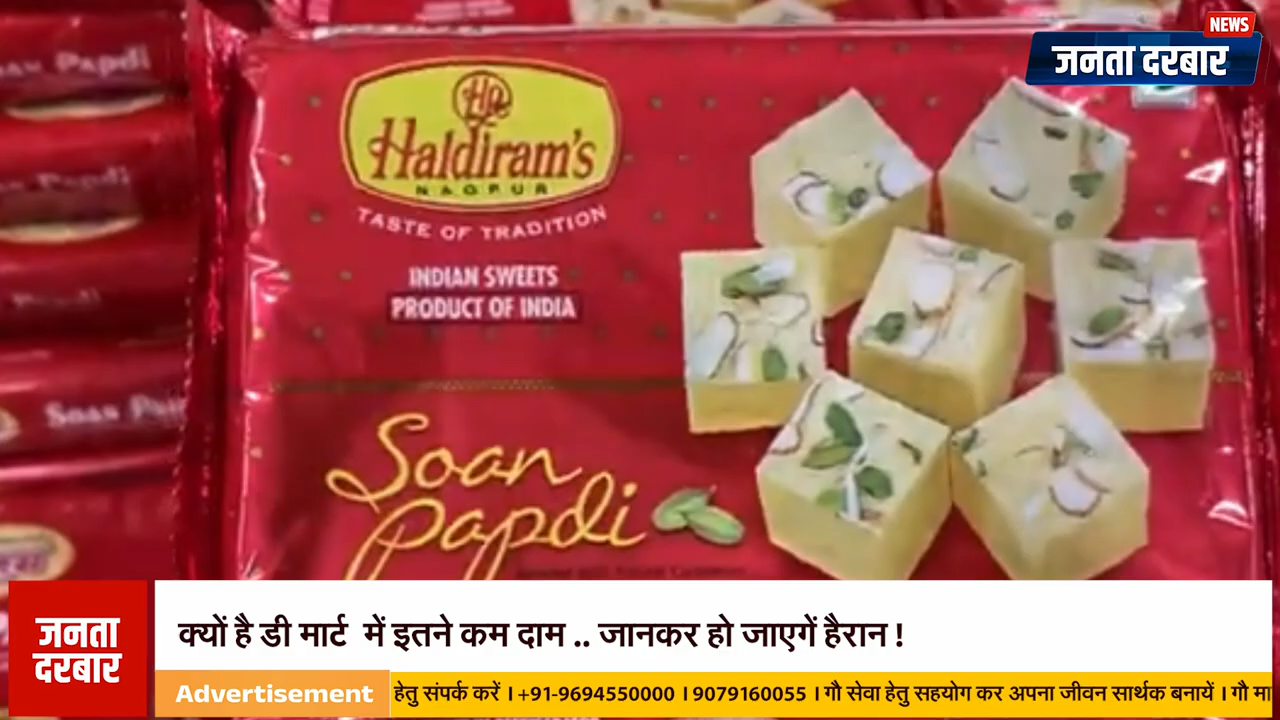 NEWS
जनता दरबार
Soan Papdi
Papdi
Papdi
Soan
HR
Haldiram's
NAGPUR
TASTE OF TRADITION
INDIAN SWEETS
PRODUCT OF INDIA
Soan
papdi
जनता
दरबार
क्यों है डी मार्ट में इतने कम दाम .. जानकर हो जाएगें हैरान !
Advertisement
हेतु संपर्क करें । +91-9694550000 । 9079160055 । गौ सेवा हेतु सहयोग कर अपना जीवन सार्थक बनायें । गौ